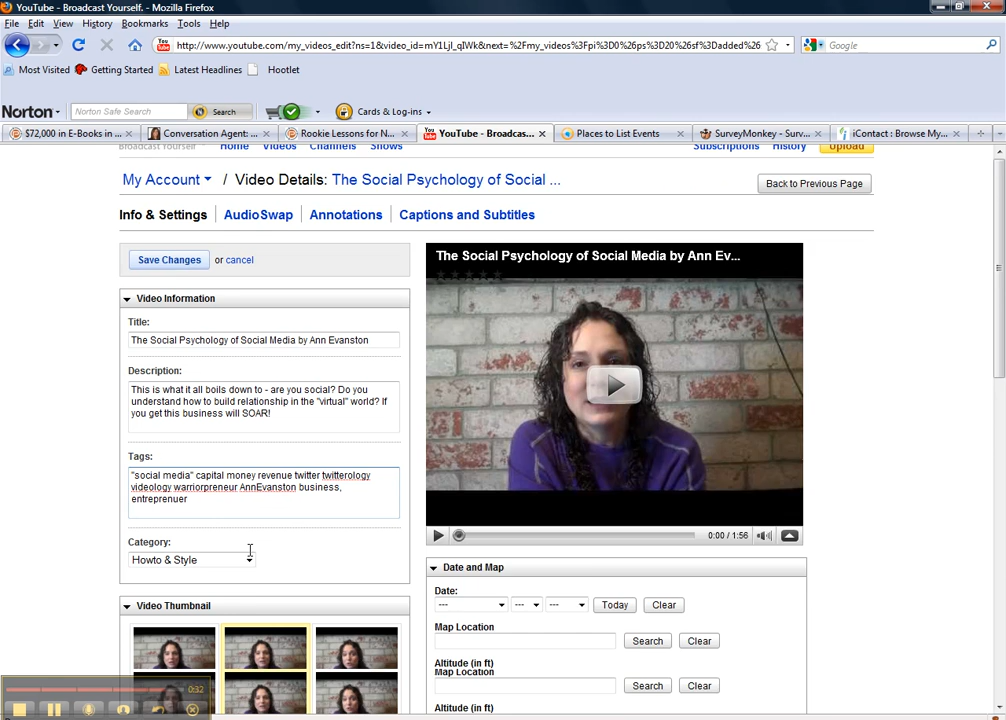 YouTube - Broadcast Yourself. - Mozilla Firefox
File Edit View History Bookmarks Tools Help
http://www.youtube.com/my_videos_edit?ns=1&video_id=mY1LjI_qIWk&next=%2Fmy_videos%3Fpi%3D0%26ps%3D20%26sf%3Dadded%26
Google
Most Visited Getting Started Latest Headlines Hootlet
Norton Norton Safe Search Search Cards & Log-ins
$72,000 in E-Books in ... Conversation Agent: ... Rookie Lessons for N... YouTube - Broadcas... Places to List Events SurveyMonkey - Surv... iContact : Browse My...
Broadcast Yourself Home Videos Channels Shows Subscriptions History Upload
My Account / Video Details: The Social Psychology of Social ...
Back to Previous Page
Info & Settings AudioSwap Annotations Captions and Subtitles
Save Changes or cancel
Video Information
Title:
The Social Psychology of Social Media by Ann Evanston
Description:
This is what it all boils down to - are you social? Do you
understand how to build relationship in the "virtual" world? If
you get this business will SOAR!
Tags:
"social media" capital money revenue twitter twitterology
videology warriorpreneur AnnEvanston business,
entreprenuer
Category:
Howto & Style
Video Thumbnail
The Social Psychology of Social Media by Ann Ev...
0:00 / 1:56
Date and Map
Date:
--- --- --- Today Clear
Map Location
Search Clear
Altitude (in ft)
Map Location
Search Clear
Altitude (in ft)
0:32